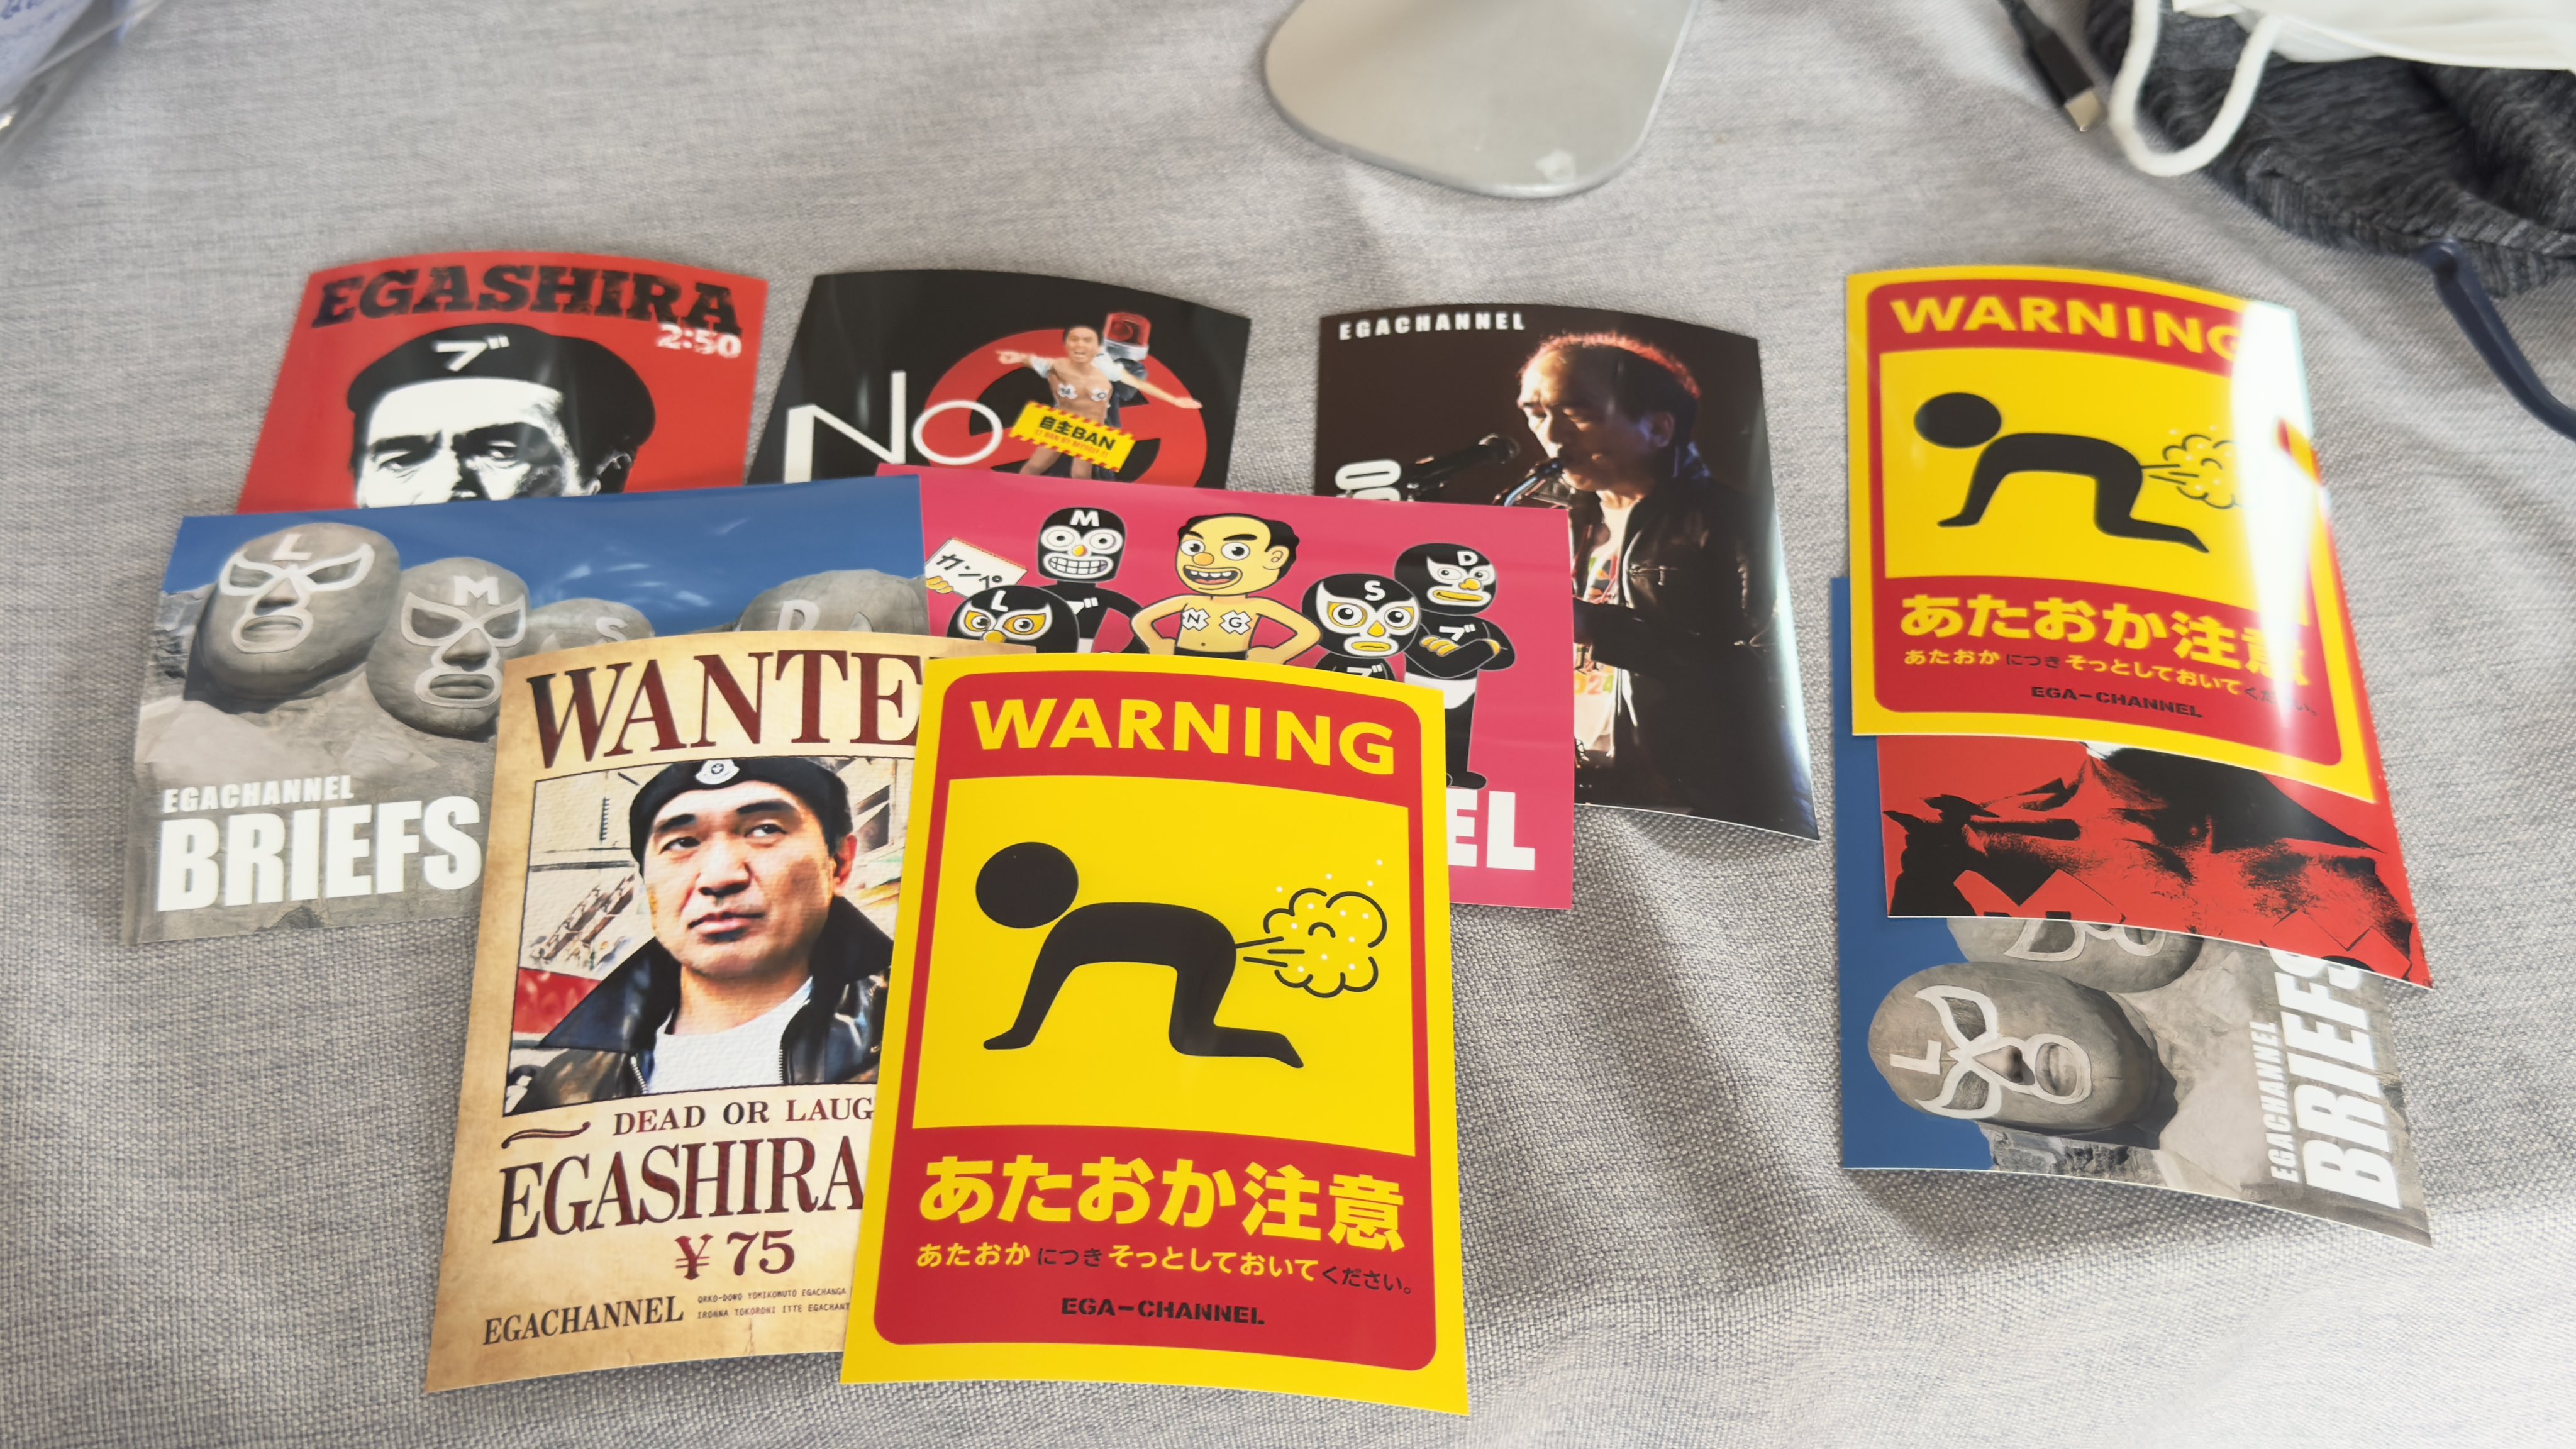 EGASHIRA
2:50
ブ
No
自主BAN
EGACHANNEL
WARNING
あたおか注意
あたおか につき そっとしておいてください。
EGA-CHANNEL
L
M
S
D
EGACHANNEL
BRIEFS
カンペ
M
L
ブ
N G
S
D
ブ
ブ
EL
WANTE
DEAD OR LAUG
EGASHIRA
¥75
EGACHANNEL
WARNING
あたおか注意
あたおか につき そっとしておいてください。
EGA-CHANNEL
L
EGACHANNEL
BRIEFS